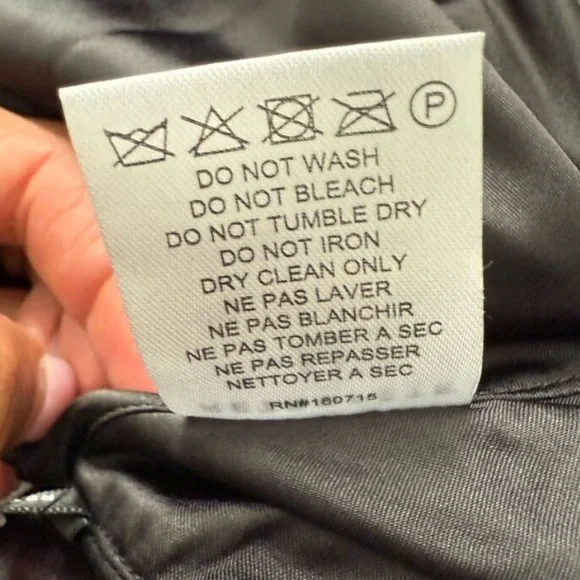 P
DO NOT WASH
DO NOT BLEACH
DO NOT TUMBLE DRY
DO NOT IRON
DRY CLEAN ONLY
NE PAS LAVER
NE PAS BLANCHIR
NE PAS TOMBER A SEC
NE PAS REPASSER
NETTOYER A SEC
RN#160715